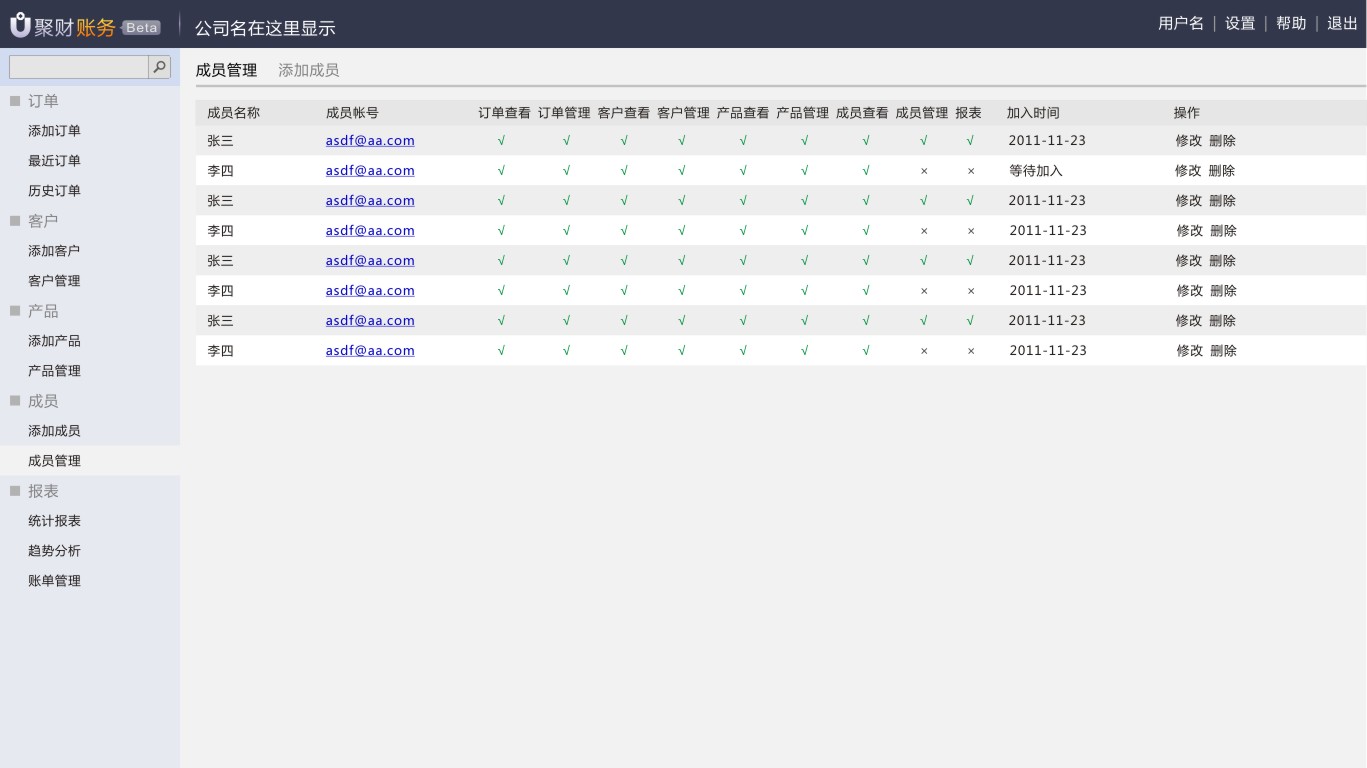 聚财账务 Beta 公司名在这里显示 用户名 | 设置 | 帮助 | 退出
订单
添加订单
最近订单
历史订单
客户
添加客户
客户管理
产品
添加产品
产品管理
成员
添加成员
成员管理
报表
统计报表
趋势分析
账单管理
成员管理 添加成员
成员名称 成员帐号 订单查看 订单管理 客户查看 客户管理 产品查看 产品管理 成员查看 成员管理 报表 加入时间 操作
张三 asdf@aa.com √ √ √ √ √ √ √ √ √ 2011-11-23 修改 删除
李四 asdf@aa.com √ √ √ √ √ √ √ × × 等待加入 修改 删除
张三 asdf@aa.com √ √ √ √ √ √ √ √ √ 2011-11-23 修改 删除
李四 asdf@aa.com √ √ √ √ √ √ √ × × 2011-11-23 修改 删除
张三 asdf@aa.com √ √ √ √ √ √ √ √ √ 2011-11-23 修改 删除
李四 asdf@aa.com √ √ √ √ √ √ √ × × 2011-11-23 修改 删除
张三 asdf@aa.com √ √ √ √ √ √ √ √ √ 2011-11-23 修改 删除
李四 asdf@aa.com √ √ √ √ √ √ √ × × 2011-11-23 修改 删除